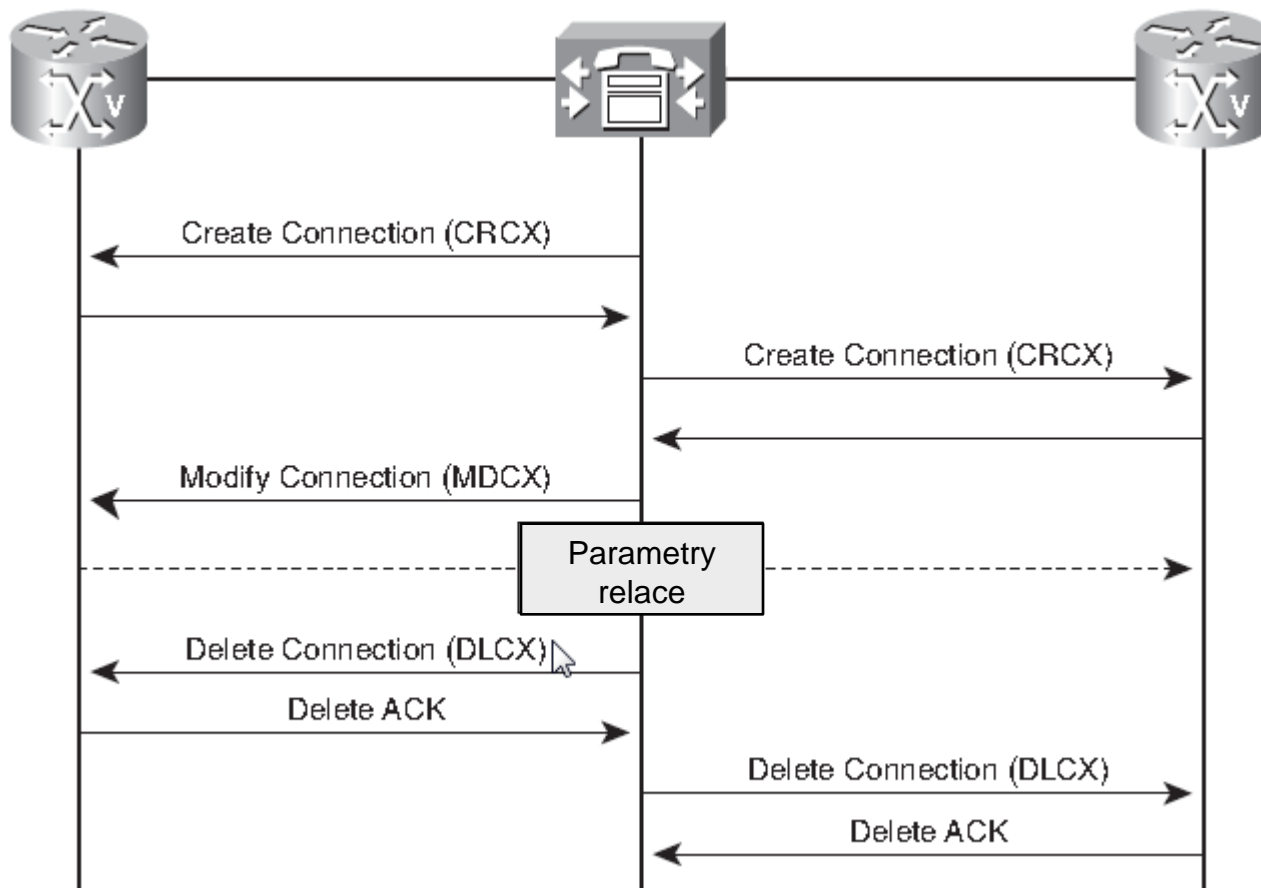 V
V
Create Connection (CRCX)
Create Connection (CRCX)
Modify Connection (MDCX)
Parametry
relace
Delete Connection (DLCX)
Delete ACK
Delete Connection (DLCX)
Delete ACK